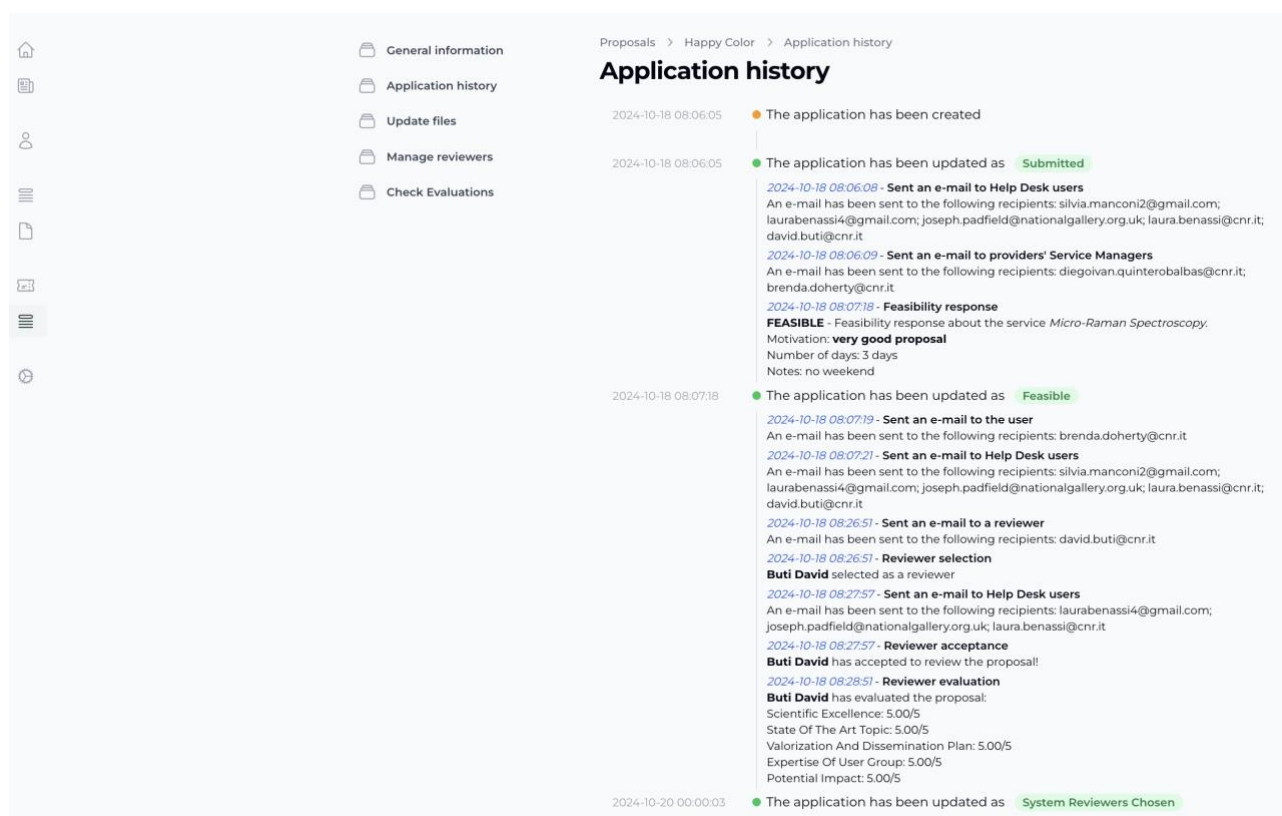 General information
Application history
Update files
Manage reviewers
Check Evaluations
Proposals > Happy Color > Application history
Application history
2024-10-18 08:06:05 The application has been created
2024-10-18 08:06:05 The application has been updated as Submitted
2024-10-18 08:06:08 - Sent an e-mail to Help Desk users
An e-mail has been sent to the following recipients: silvia.manconi2@gmail.com;
laurabenassi4@gmail.com; joseph.padfield@nationalgallery.org.uk; laura.benassi@cnr.it;
david.buti@cnr.it
2024-10-18 08:06:09 - Sent an e-mail to providers' Service Managers
An e-mail has been sent to the following recipients: diegoivan.quinterobalbas@cnr.it;
brenda.doherty@cnr.it
2024-10-18 08:07:18 - Feasibility response
FEASIBLE - Feasibility response about the service Micro-Raman Spectroscopy.
Motivation: very good proposal
Number of days: 3 days
Notes: no weekend
2024-10-18 08:07:18 The application has been updated as Feasible
2024-10-18 08:07:19 - Sent an e-mail to the user
An e-mail has been sent to the following recipients: brenda.doherty@cnr.it
2024-10-18 08:07:21 - Sent an e-mail to Help Desk users
An e-mail has been sent to the following recipients: silvia.manconi2@gmail.com;
laurabenassi4@gmail.com; joseph.padfield@nationalgallery.org.uk; laura.benassi@cnr.it;
david.buti@cnr.it
2024-10-18 08:26:51 - Sent an e-mail to a reviewer
An e-mail has been sent to the following recipients: david.buti@cnr.it
2024-10-18 08:26:51 - Reviewer selection
Buti David selected as a reviewer
2024-10-18 08:27:57 - Sent an e-mail to Help Desk users
An e-mail has been sent to the following recipients: laurabenassi4@gmail.com;
joseph.padfield@nationalgallery.org.uk; laura.benassi@cnr.it
2024-10-18 08:27:57 - Reviewer acceptance
Buti David has accepted to review the proposal!
2024-10-18 08:28:51 - Reviewer evaluation
Buti David has evaluated the proposal:
Scientific Excellence: 5.00/5
State Of The Art Topic: 5.00/5
Valorization And Dissemination Plan: 5.00/5
Expertise Of User Group: 5.00/5
Potential Impact: 5.00/5
2024-10-20 00:00:03 The application has been updated as System Reviewers Chosen